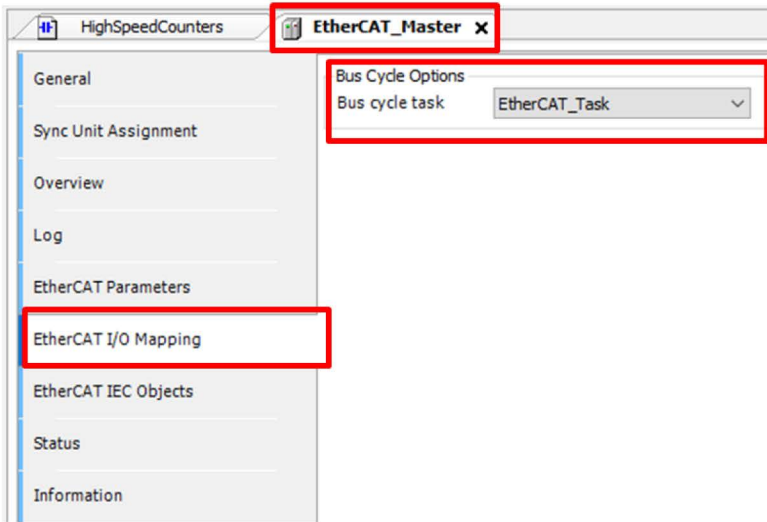 HighSpeedCounters
EtherCAT_Master
General
Sync Unit Assignment
Overview
Log
EtherCAT Parameters
EtherCAT I/O Mapping
EtherCAT IEC Objects
Status
Information
Bus Cycle Options
Bus cycle task EtherCAT_Task